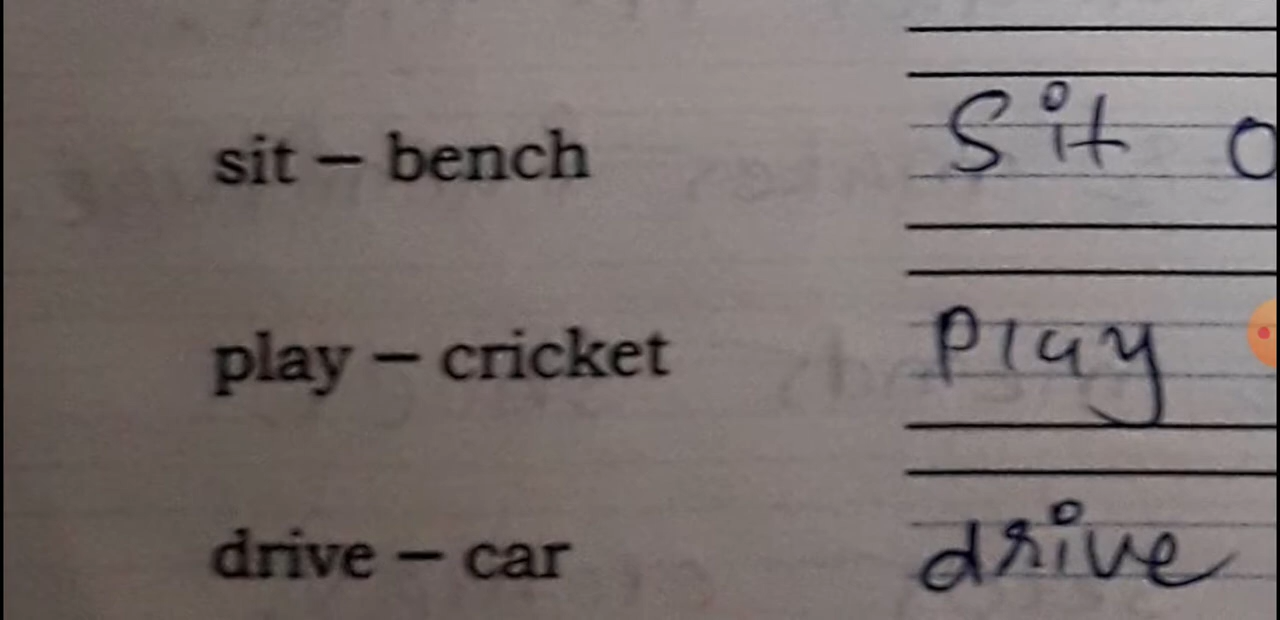 sit – bench Sit o
play – cricket Play
drive – car drive